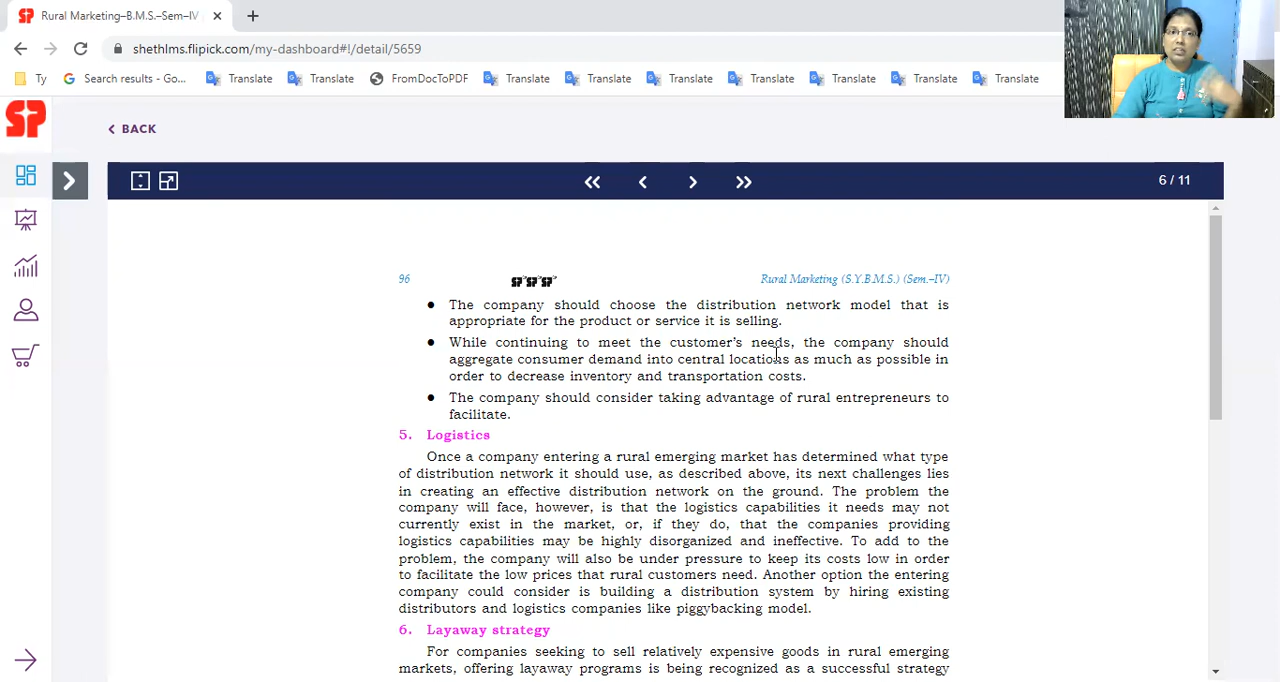 Rural Marketing–B.M.S.–Sem–IV
shethlms.flipick.com/my-dashboard#!/detail/5659
Ty
Search results - Go...
Translate
Translate
FromDocToPDF
Translate
Translate
Translate
Translate
Translate
Translate
Translate
SP
BACK
6 / 11
96
Rural Marketing (S.Y.B.M.S.) (Sem.–IV)
● The company should choose the distribution network model that is
appropriate for the product or service it is selling.
● While continuing to meet the customer's needs, the company should
aggregate consumer demand into central locations as much as possible in
order to decrease inventory and transportation costs.
● The company should consider taking advantage of rural entrepreneurs to
facilitate.
5. Logistics
Once a company entering a rural emerging market has determined what type
of distribution network it should use, as described above, its next challenges lies
in creating an effective distribution network on the ground. The problem the
company will face, however, is that the logistics capabilities it needs may not
currently exist in the market, or, if they do, that the companies providing
logistics capabilities may be highly disorganized and ineffective. To add to the
problem, the company will also be under pressure to keep its costs low in order
to facilitate the low prices that rural customers need. Another option the entering
company could consider is building a distribution system by hiring existing
distributors and logistics companies like piggybacking model.
6. Layaway strategy
For companies seeking to sell relatively expensive goods in rural emerging
markets, offering layaway programs is being recognized as a successful strategy